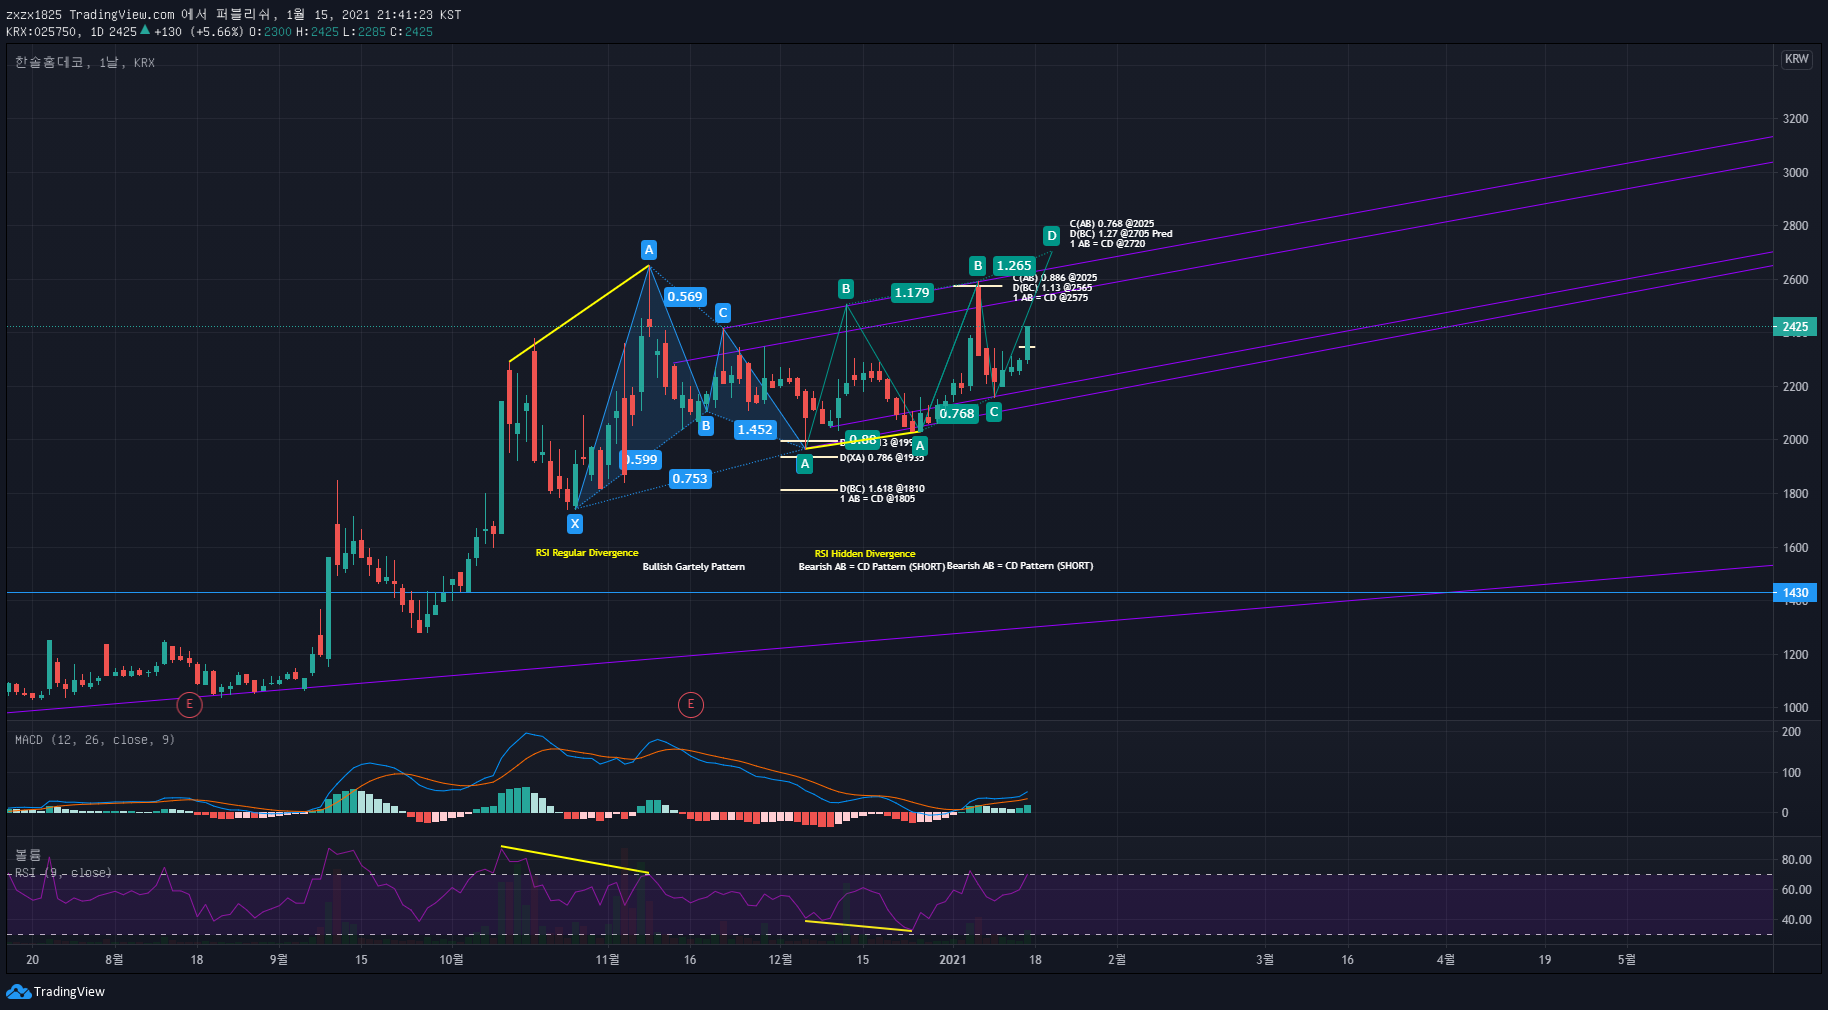 zxzx1825 TradingView.com 에서 퍼블리쉬, 1월 15, 2021 21:41:23 KST
KRX:025750, 1D 2425 ▲ +130 (+5.66%) O:2300 H:2425 L:2285 C:2425
한솔홈데코, 1날, KRX
KRW
3200
3000
2800
2600
2425
2200
2000
1800
1600
1430
1400
1200
1000
C(AB) 0.768 @2025
D(BC) 1.27 @2705 Pred
1 AB = CD @2720
D
B
1.265
C(AB) 0.886 @2025
D(BC) 1.13 @2565
1 AB = CD @2575
A
0.569
C
B
1.179
B
1.452
0.599
0.753
X
0.768
C
0.88
A
A
D(XA) 0.786 @1935
D(BC) 1.618 @1810
1 AB = CD @1805
RSI Regular Divergence
Bullish Gartely Pattern
RSI Hidden Divergence
Bearish AB = CD Pattern (SHORT)
Bearish AB = CD Pattern (SHORT)
E
E
MACD (12, 26, close, 9)
200
100
0
볼륨
RSI (9, close)
80.00
60.00
40.00
20
8월
18
9월
15
10월
11월
16
12월
15
2021
18
2월
3월
16
4월
19
5월
TradingView